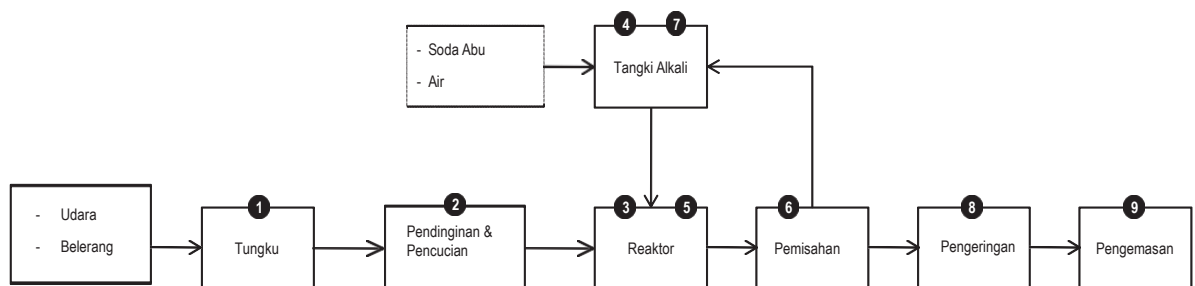 4 7
- Soda Abu
- Air
Tangki Alkali
- Udara
- Belerang
1
Tungku
2
Pendinginan &
Pencucian
3 5
Reaktor
6
Pemisahan
8
Pengeringan
9
Pengemasan